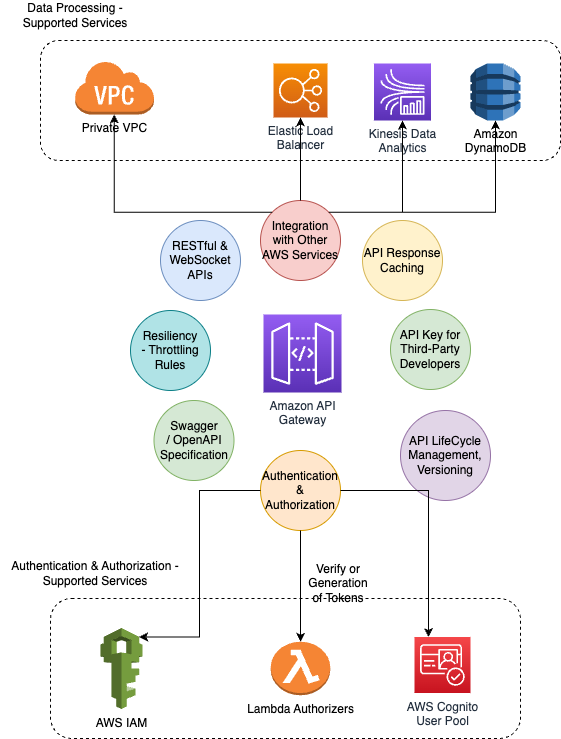 Data Processing -
Supported Services
VPC
Private VPC
Elastic Load
Balancer
Kinesis Data
Analytics
Amazon
DynamoDB
Integration
with Other
AWS Services
RESTful &
WebSocket
APIs
API Response
Caching
Resiliency
- Throttling
Rules
</>
Amazon API
Gateway
API Key for
Third-Party
Developers
Swagger
/ OpenAPI
Specification
API LifeCycle
Management,
Versioning
Authentication
&
Authorization
Authentication & Authorization -
Supported Services
Verify or
Generation
of Tokens
AWS IAM
Lambda Authorizers
AWS Cognito
User Pool